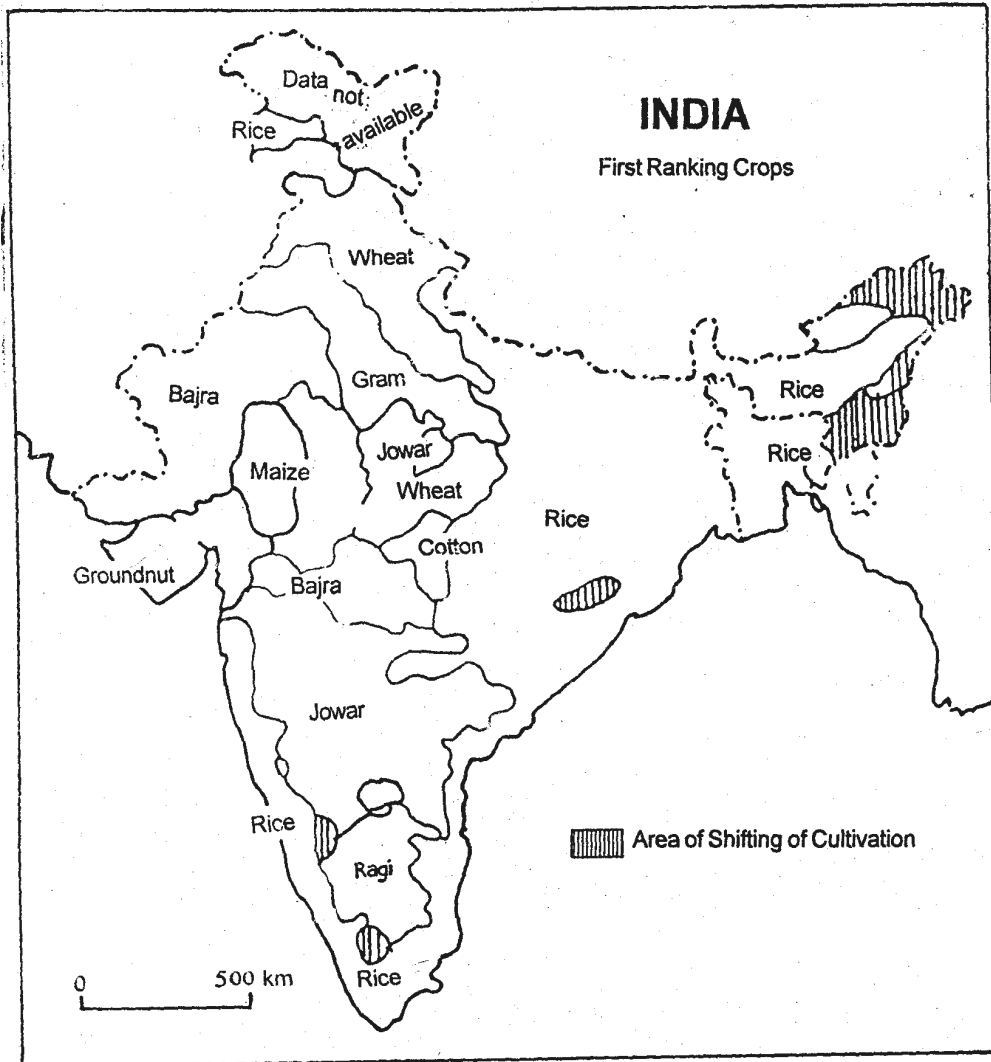 INDIA
First Ranking Crops
Data not
available
Rice
Wheat
Bajra
Gram
Rice
Maize
Jowar
Rice
Wheat
Rice
Cotton
Groundnut
Bajra
Jowar
Rice
Area of Shifting of Cultivation
Ragi
Rice
0 500 km